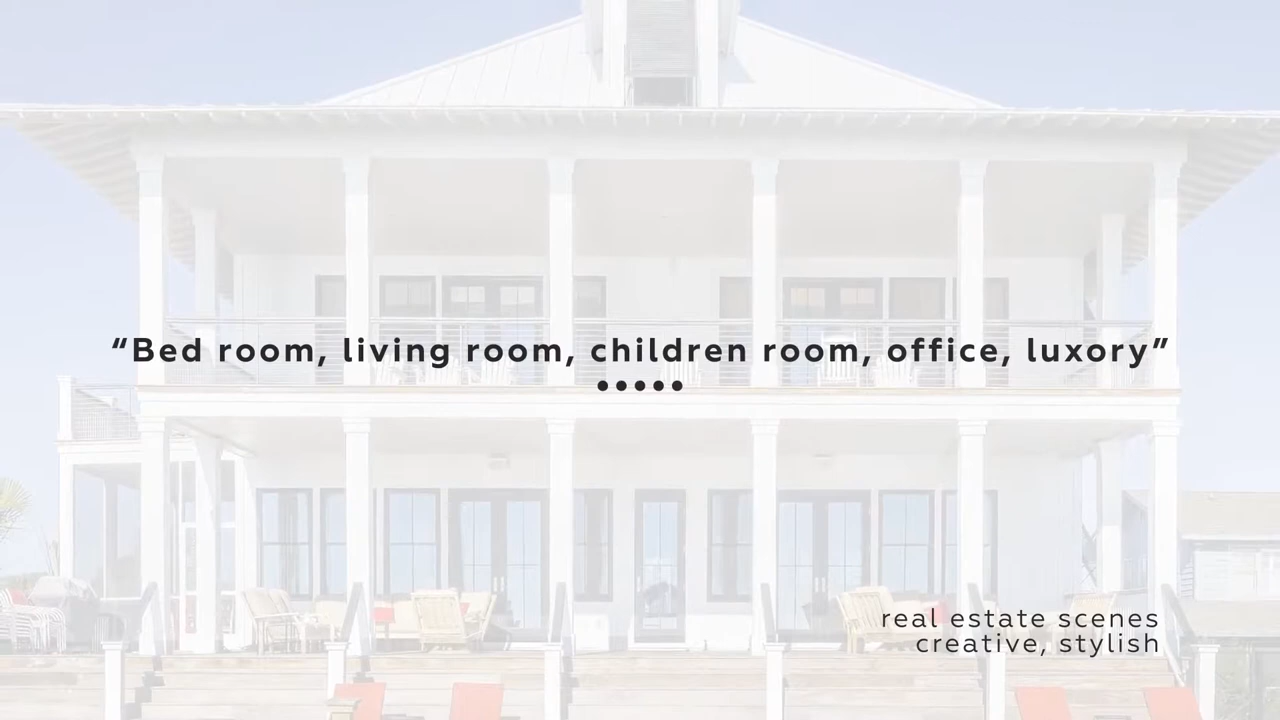 “Bed room, living room, children room, office, luxory”
real estate scenes
creative, stylish